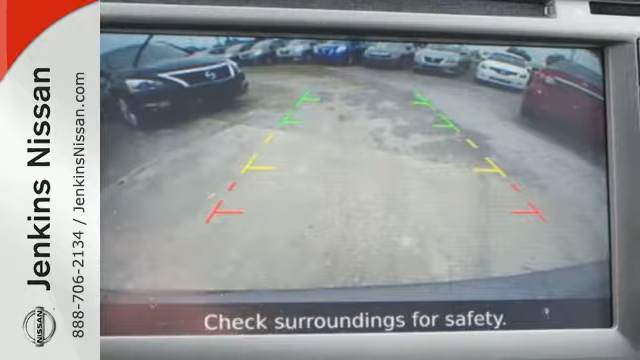 Jenkins Nissan
888-706-2134 / JenkinsNissan.com
NISSAN
Check surroundings for safety.